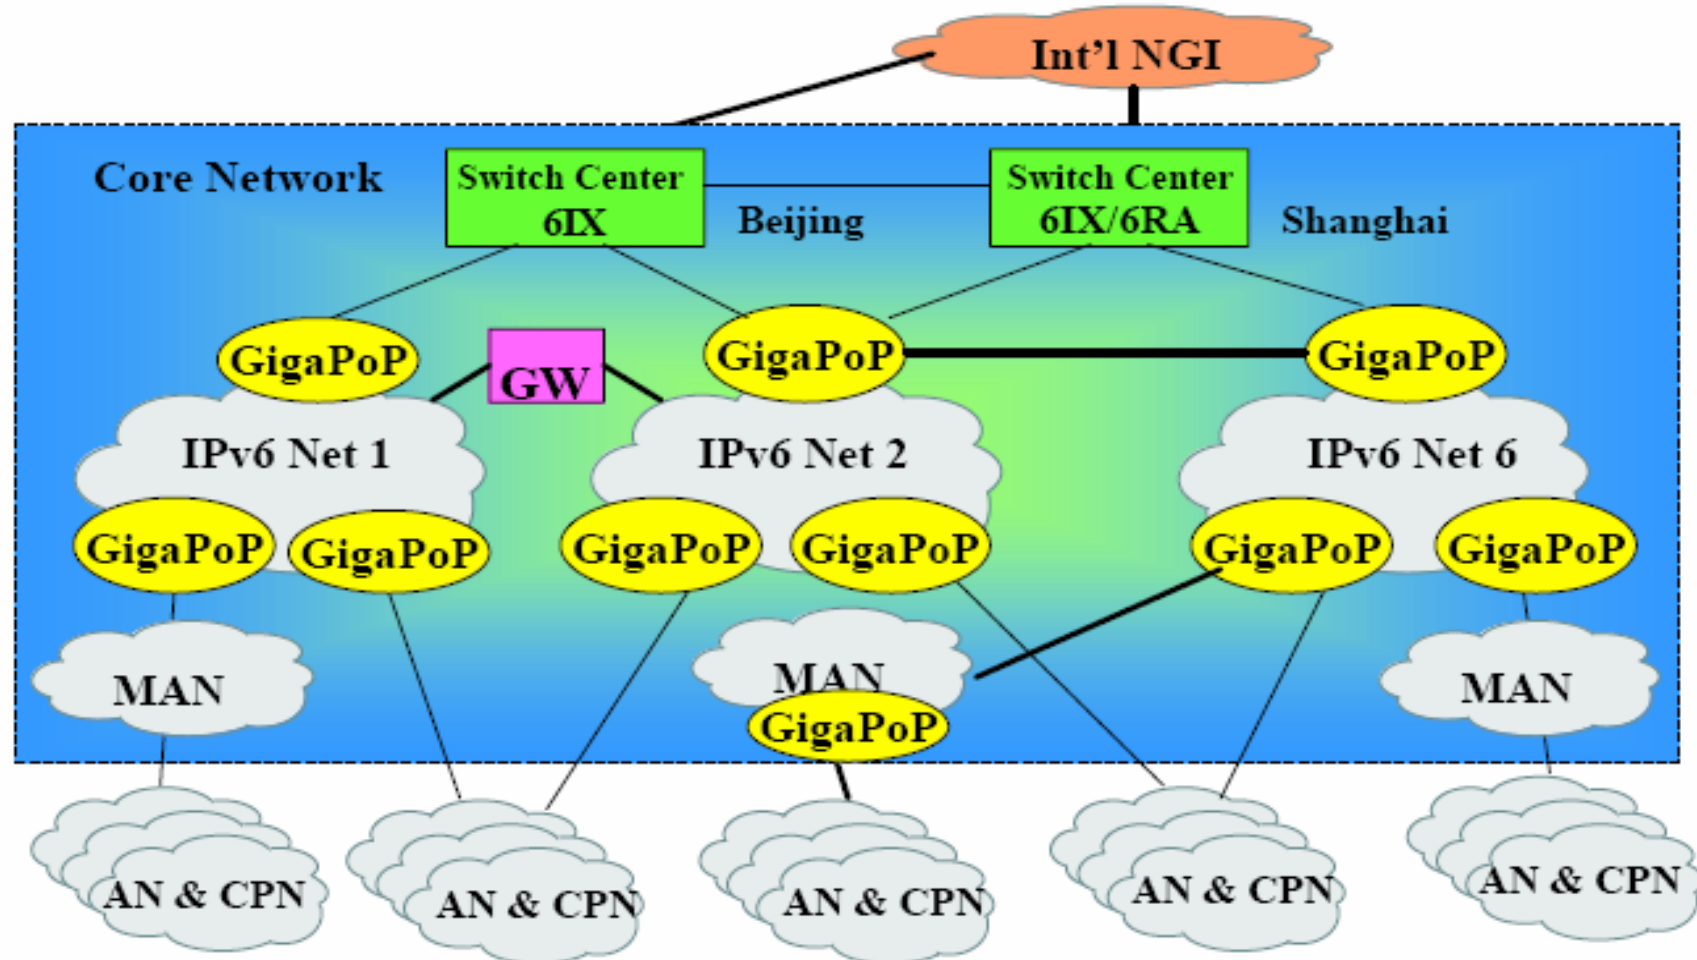 Int'l NGI
Core Network
Switch Center
6IX
Beijing
Switch Center
6IX/6RA
Shanghai
GigaPoP
GW
GigaPoP
GigaPoP
IPv6 Net 1
IPv6 Net 2
IPv6 Net 6
GigaPoP
GigaPoP
GigaPoP
GigaPoP
GigaPoP
GigaPoP
MAN
MAN
GigaPoP
MAN
AN & CPN
AN & CPN
AN & CPN
AN & CPN
AN & CPN